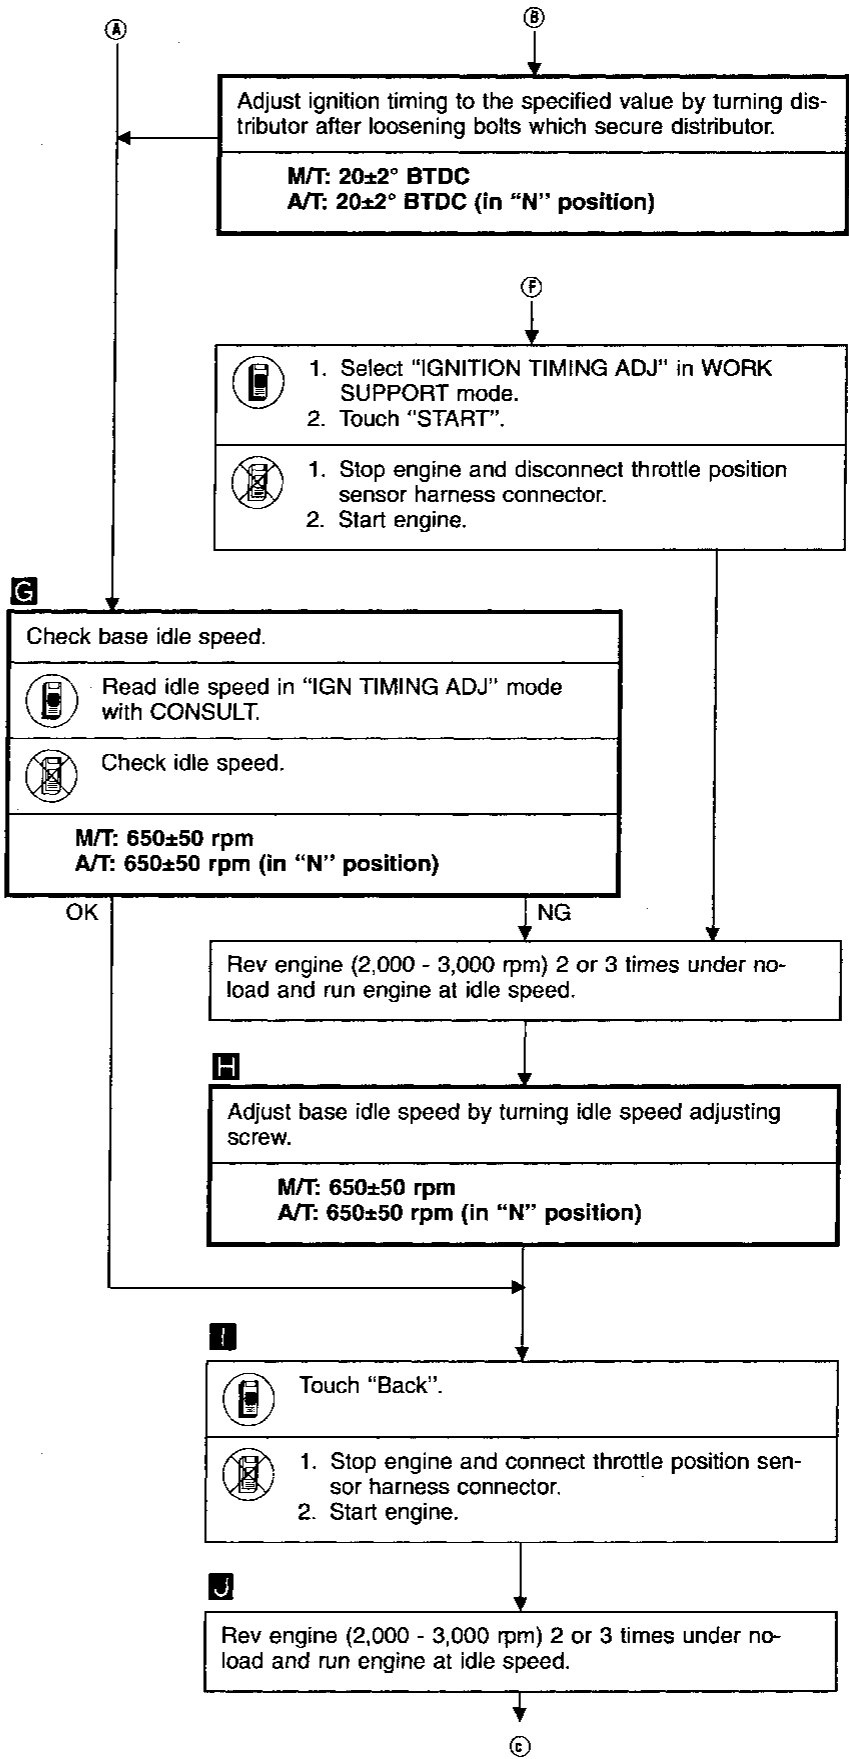 A
B
Adjust ignition timing to the specified value by turning dis-
tributor after loosening bolts which secure distributor.
M/T: 20±2° BTDC
A/T: 20±2° BTDC (in “N” position)
F
1. Select “IGNITION TIMING ADJ” in WORK
SUPPORT mode.
2. Touch “START”.
1. Stop engine and disconnect throttle position
sensor harness connector.
2. Start engine.
G
Check base idle speed.
Read idle speed in “IGN TIMING ADJ” mode
with CONSULT.
Check idle speed.
M/T: 650±50 rpm
A/T: 650±50 rpm (in “N” position)
OK
NG
Rev engine (2,000 - 3,000 rpm) 2 or 3 times under no-
load and run engine at idle speed.
H
Adjust base idle speed by turning idle speed adjusting
screw.
M/T: 650±50 rpm
A/T: 650±50 rpm (in “N” position)
I
Touch “Back”.
1. Stop engine and connect throttle position sen-
sor harness connector.
2. Start engine.
J
Rev engine (2,000 - 3,000 rpm) 2 or 3 times under no-
load and run engine at idle speed.
C